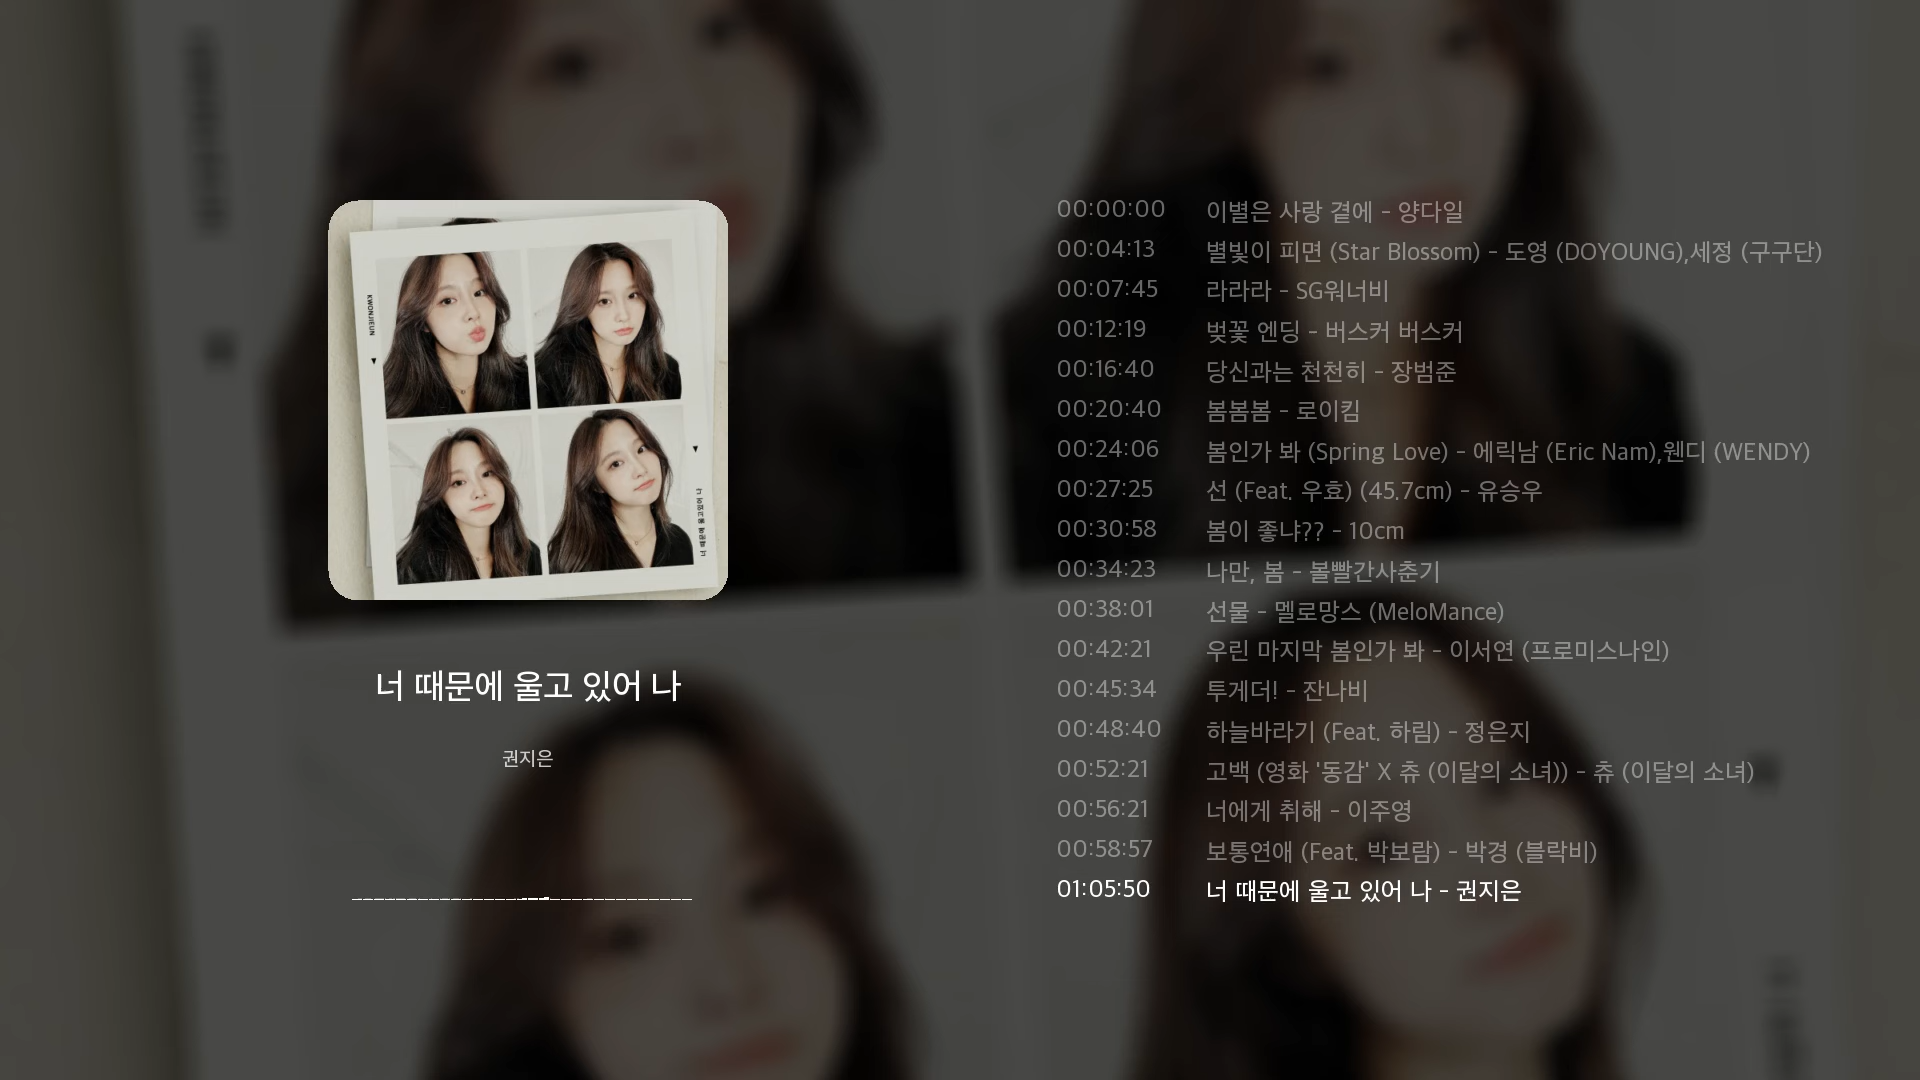 KWONJIEUN
너 때문에 울고 있어 나
너 때문에 울고 있어 나
권지은
00:00:00 이별은 사랑 곁에 - 양다일
00:04:13 별빛이 피면 (Star Blossom) - 도영 (DOYOUNG),세정 (구구단)
00:07:45 라라라 - SG워너비
00:12:19 벚꽃 엔딩 - 버스커 버스커
00:16:40 당신과는 천천히 - 장범준
00:20:40 봄봄봄 - 로이킴
00:24:06 봄인가 봐 (Spring Love) - 에릭남 (Eric Nam),웬디 (WENDY)
00:27:25 선 (Feat. 우효) (45.7cm) - 유승우
00:30:58 봄이 좋냐?? - 10cm
00:34:23 나만, 봄 - 볼빨간사춘기
00:38:01 선물 - 멜로망스 (MeloMance)
00:42:21 우린 마지막 봄인가 봐 - 이서연 (프로미스나인)
00:45:34 투게더! - 잔나비
00:48:40 하늘바라기 (Feat. 하림) - 정은지
00:52:21 고백 (영화 '동감' X 츄 (이달의 소녀)) - 츄 (이달의 소녀)
00:56:21 너에게 취해 - 이주영
00:58:57 보통연애 (Feat. 박보람) - 박경 (블락비)
01:05:50 너 때문에 울고 있어 나 - 권지은